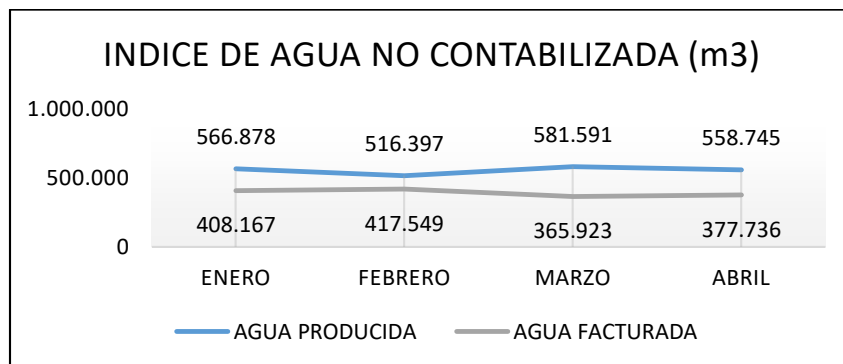 INDICE DE AGUA NO CONTABILIZADA (m3)
1.000.000
566.878 516.397 581.591 558.745
500.000
408.167 417.549 365.923 377.736
0
ENERO FEBRERO MARZO ABRIL
AGUA PRODUCIDA AGUA FACTURADA